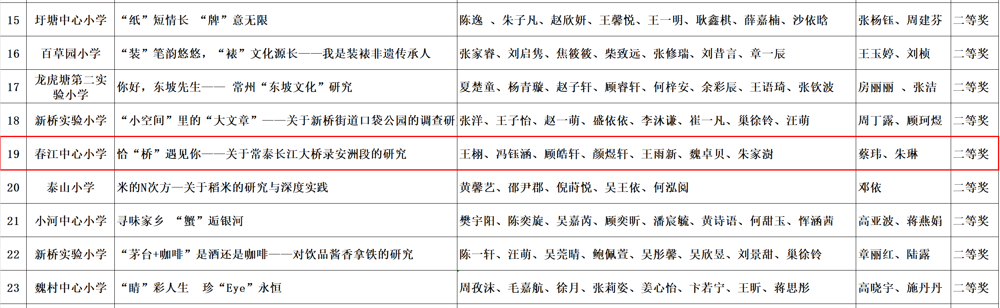 15 圩塘中心小学 “纸”短情长 “牌”意无限 陈逸 、朱子凡、赵欣妍、王馨悦、王一明、耿鑫棋、薛嘉楠、沙依晗 张杨钰、周建芬 二等奖
16 百草园小学 “装”笔韵悠悠，“裱”文化源长——我是装裱非遗传承人 张家睿、刘启隽、焦筱筱、柴致远、张修瑞、刘昔言、章一辰 王玉婷、刘桢 二等奖
17 龙虎塘第二实
验小学 你好，东坡先生—— 常州“东坡文化”研究 夏楚童、杨青璇、赵子轩、顾睿轩、何梓安、余彩辰、王语琦、张钦波 房丽丽 、张洁 二等奖
18 新桥实验小学 “小空间”里的“大文章”——关于新桥街道口袋公园的调查研 张洋、王子怡、赵一萌、盛依依、李沐谦、崔一凡、巢徐铃、汪萌 周丁露、顾珂煜 二等奖
19 春江中心小学 恰“桥”遇见你——关于常泰长江大桥录安洲段的研究 王栩、冯钰涵、顾皓轩、颜煜轩、王雨新、魏卓贝、朱家澍 蔡玮、朱琳 二等奖
20 泰山小学 米的N次方—关于稻米的研究与深度实践 黄馨艺、邵尹郡、倪莳悦、吴王依、何泓阅 邓依 二等奖
21 小河中心小学 寻味家乡 “蟹”逅银河 樊宇阳、陈奕旋、吴嘉芮、顾奕昕、潘宸毓、黄诗语、何甜玉、恽涵茜 高亚波、蒋燕娟 二等奖
22 新桥实验小学 “茅台+咖啡”是酒还是咖啡——对饮品酱香拿铁的研究 陈一轩、汪萌、吴莞晴、鲍佩萱、吴彤馨、吴欣昱、刘景甜、巢徐铃 章丽红、陆露 二等奖
23 魏村中心小学 “睛”彩人生 珍“Eye”永恒 周孜沫、毛嘉航、徐月、张莉姿、姜心怡、卞若宁、王昕、蒋思彤 高晓宇、施丹丹 二等奖